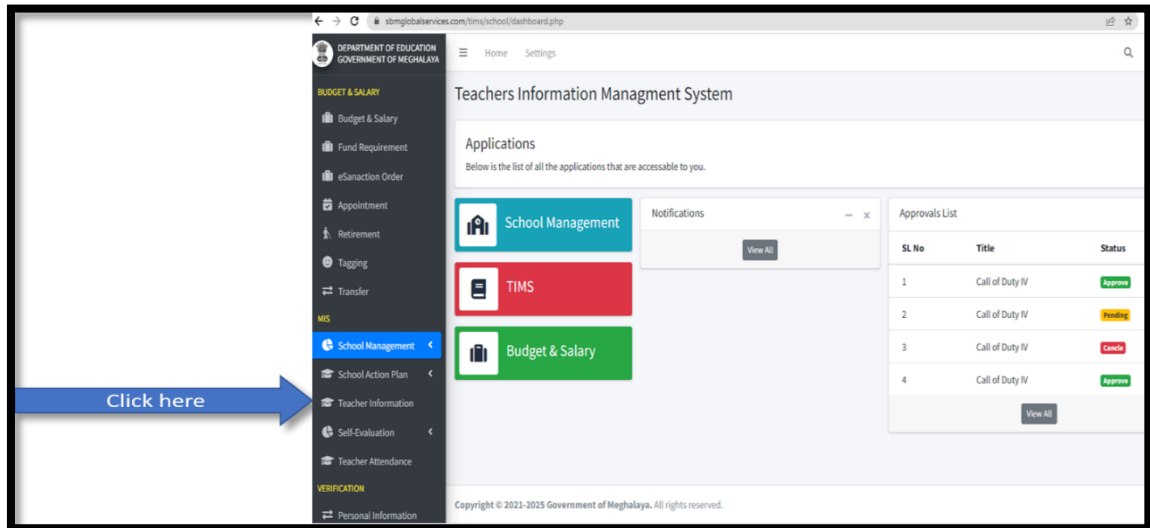 sbmglobalservices.com/tims/school/dashboard.php
DEPARTMENT OF EDUCATION
GOVERNMENT OF MEGHALAYA
Home Settings
BUDGET & SALARY
Budget & Salary
Fund Requirement
eSanaction Order
Appointment
Retirement
Tagging
Transfer
MIS
School Management
School Action Plan
Teacher Information
Self-Evaluation
Teacher Attendance
VERIFICATION
Personal Information
Click here
Teachers Information Managment System
Applications
Below is the list of all the applications that are accessable to you.
School Management
TIMS
Budget & Salary
Notifications
View All
Approvals List
SL No Title Status
1 Call of Duty IV Approve
2 Call of Duty IV Pending
3 Call of Duty IV Cancle
4 Call of Duty IV Approve
View All
Copyright © 2021-2025 Government of Meghalaya. All rights reserved.